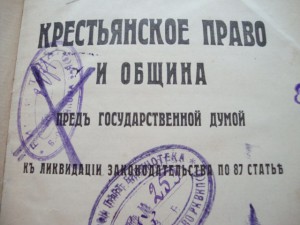 КРЕСТЬЯНСКОЕ ПРАВО
И ОБЩИНА
ПРЕДЪ ГОСУДАРСТВЕННОЙ ДУМОЙ
КЪ ЛИКВИДАЦІИ ЗАКОНОДАТЕЛЬСТВА ПО 87 СТАТЬѢ